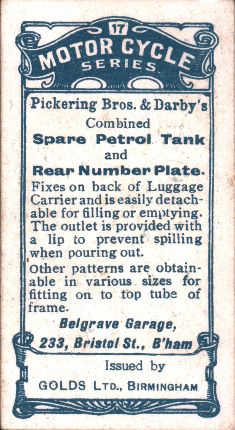 17
MOTOR CYCLE
SERIES.
Pickering Bros. & Darby's
Combined
Spare Petrol Tank
and
Rear Number Plate.
Fixes on back of Luggage
Carrier and is easily detach-
able for filling or emptying.
The outlet is provided with
a lip to prevent spilling
when pouring out.
Other patterns are obtain-
able in various sizes for
fitting on to top tube of
frame.
Belgrave Garage,
233, Bristol St., B'ham
Issued by
GOLDS LTD., BIRMINGHAM